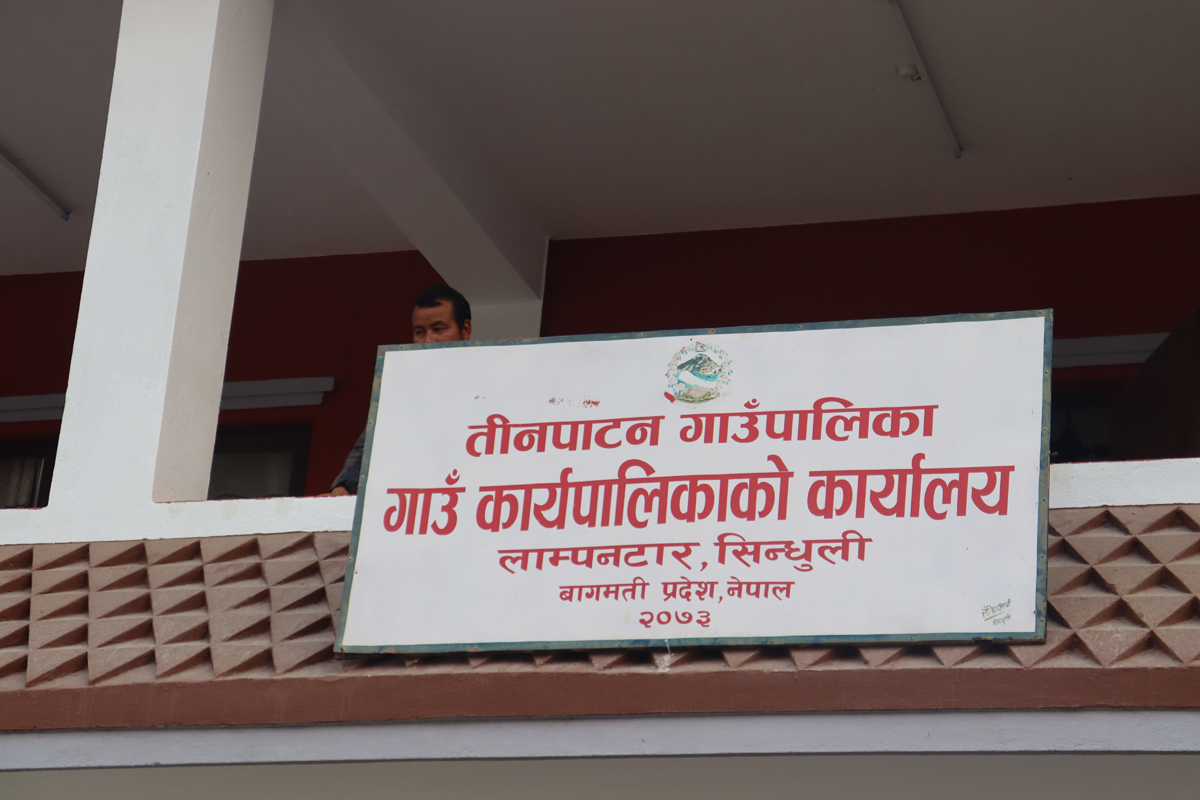 तीनपाटन गाउँपालिका
गाउँ कार्यपालिकाको कार्यालय
लाम्पनटार, सिन्धुली
बागमती प्रदेश, नेपाल
२०७३